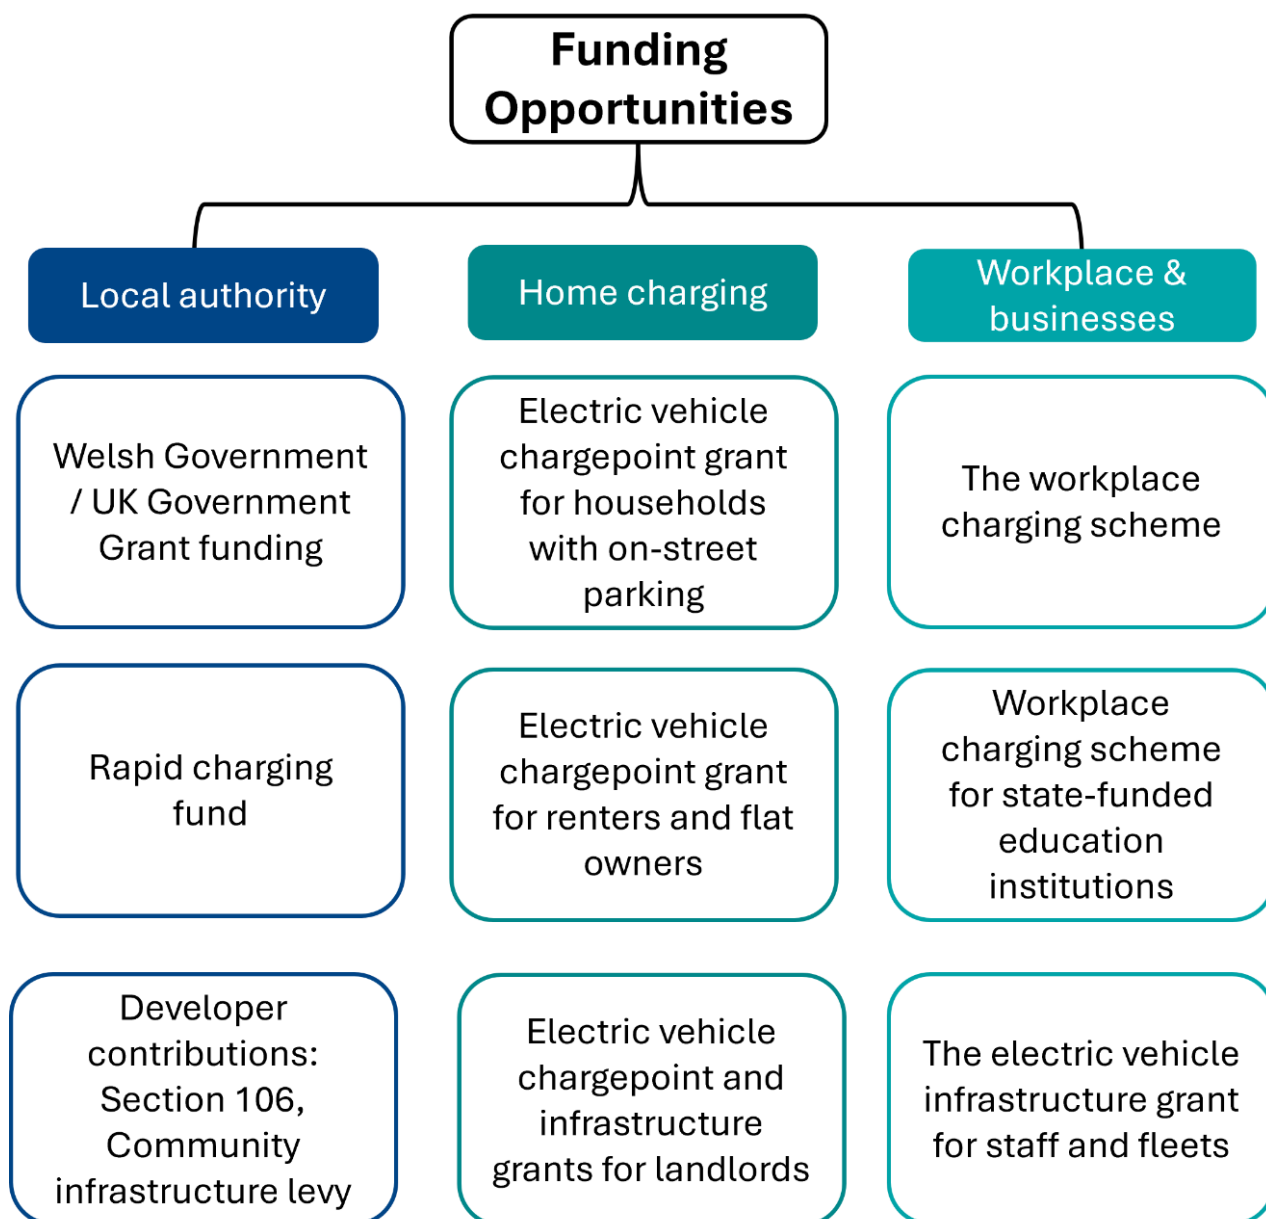 Funding
Opportunities
Local authority
Home charging
Workplace &
businesses
Welsh Government
/ UK Government
Grant funding
Electric vehicle
chargepoint grant
for households
with on-street
parking
The workplace
charging scheme
Rapid charging
fund
Electric vehicle
chargepoint grant
for renters and flat
owners
Workplace
charging scheme
for state-funded
education
institutions
Developer
contributions:
Section 106,
Community
infrastructure levy
Electric vehicle
chargepoint and
infrastructure
grants for landlords
The electric vehicle
infrastructure grant
for staff and fleets